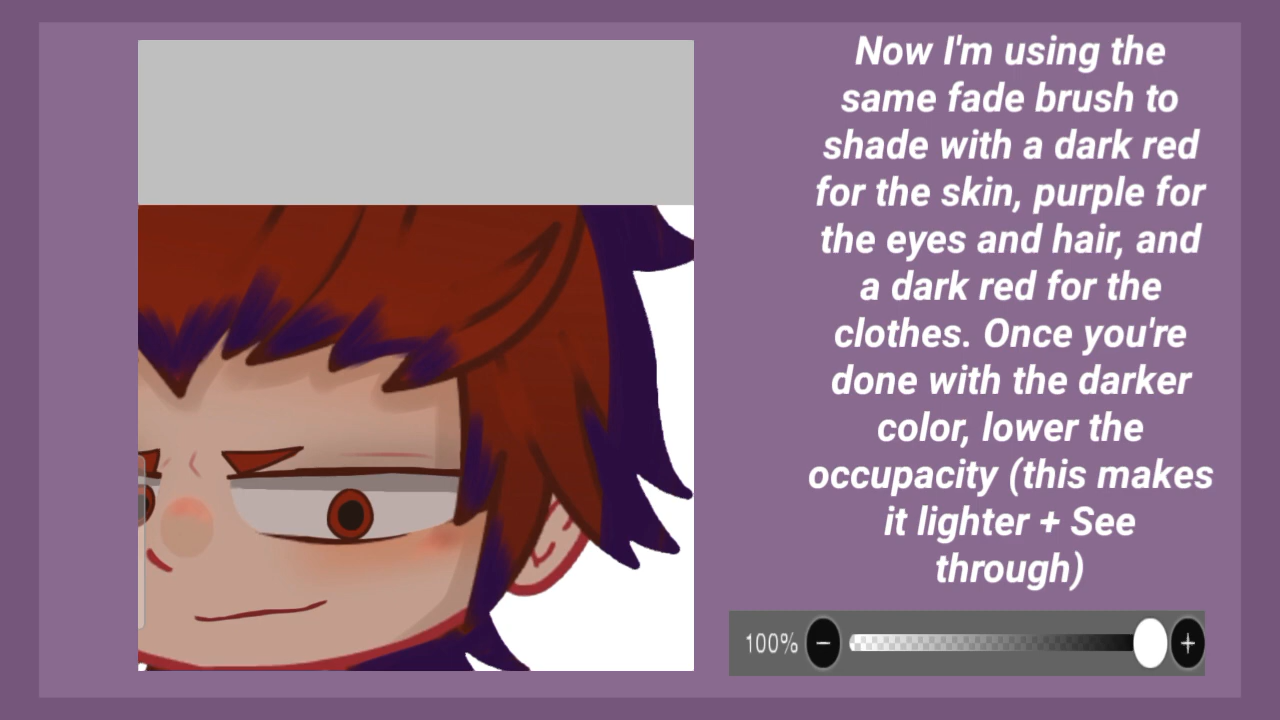 Now I'm using the
same fade brush to
shade with a dark red
for the skin, purple for
the eyes and hair, and
a dark red for the
clothes. Once you're
done with the darker
color, lower the
occupacity (this makes
it lighter + See
through)
100%